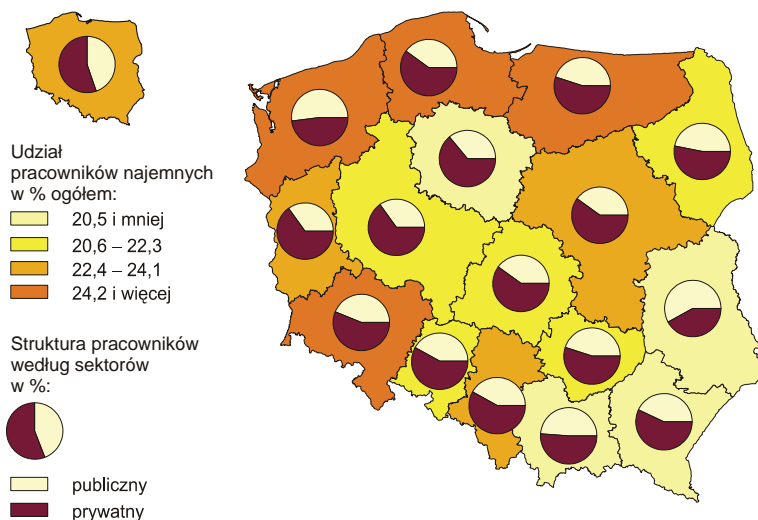 Udział
pracowników najemnych
w % ogółem:
20,5 i mniej
20,6 – 22,3
22,4 – 24,1
24,2 i więcej
Struktura pracowników
według sektorów
w %:
publiczny
prywatny